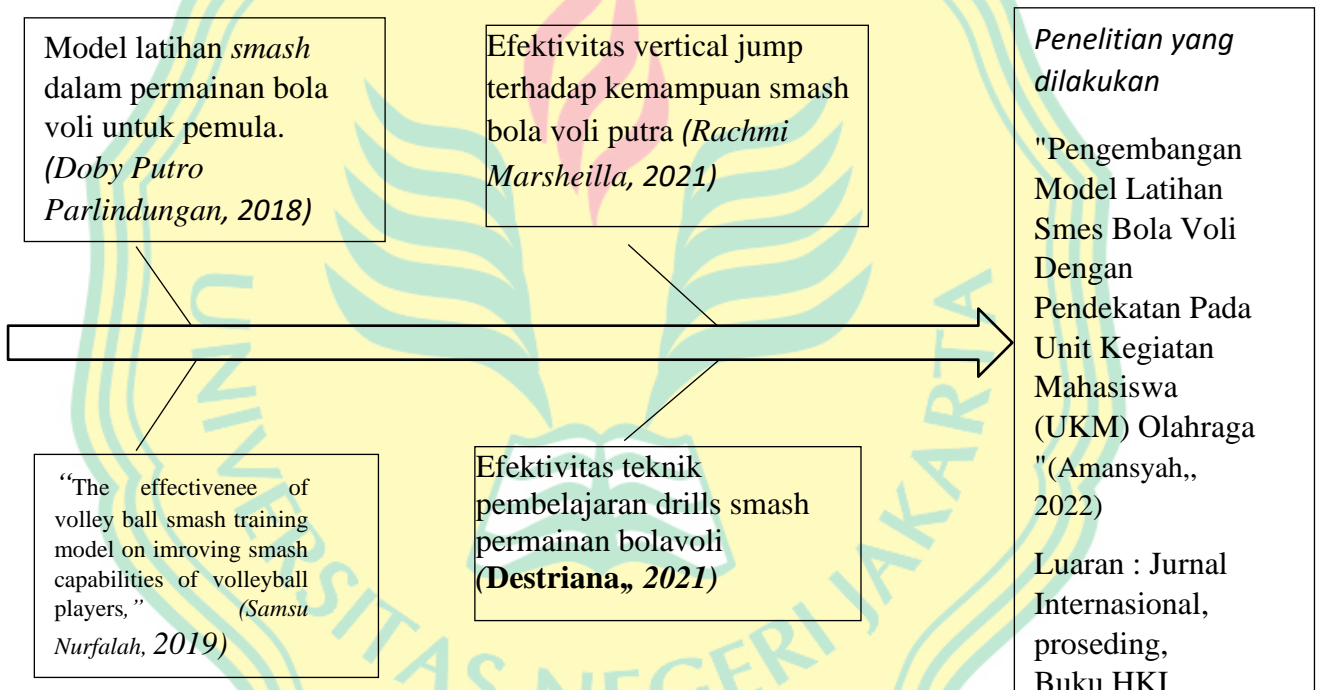 Model latihan smash
dalam permainan bola
voli untuk pemula.
(Doby Putro
Parlindungan, 2018)
Efektivitas vertical jump
terhadap kemampuan smash
bola voli putra (Rachmi
Marsheilla, 2021)
Penelitian yang
dilakukan
"Pengembangan
Model Latihan
Smes Bola Voli
Dengan
Pendekatan Pada
Unit Kegiatan
Mahasiswa
(UKM) Olahraga
"(Amansyah,,
2022)
Luaran : Jurnal
Internasional,
proseding,
Buku HKI
“The effectivenee of
volley ball smash training
model on imroving smash
capabilities of volleyball
players,” (Samsu
Nurfalah, 2019)
Efektivitas teknik
pembelajaran drills smash
permainan bolavoli
(Destriana,, 2021)
UNIVERSITAS NEGERI JAKARTA